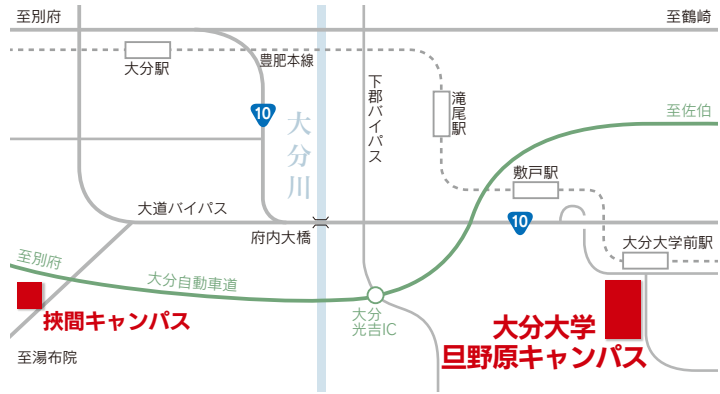 至別府
至鶴崎
豊肥本線
大分駅
下郡バイパス
滝尾駅
10
大分川
至佐伯
敷戸駅
大道バイパス
10
府内大橋
大分大学前駅
至別府
大分自動車道
大分
光吉IC
挾間キャンパス
大分大学
旦野原キャンパス
至湯布院